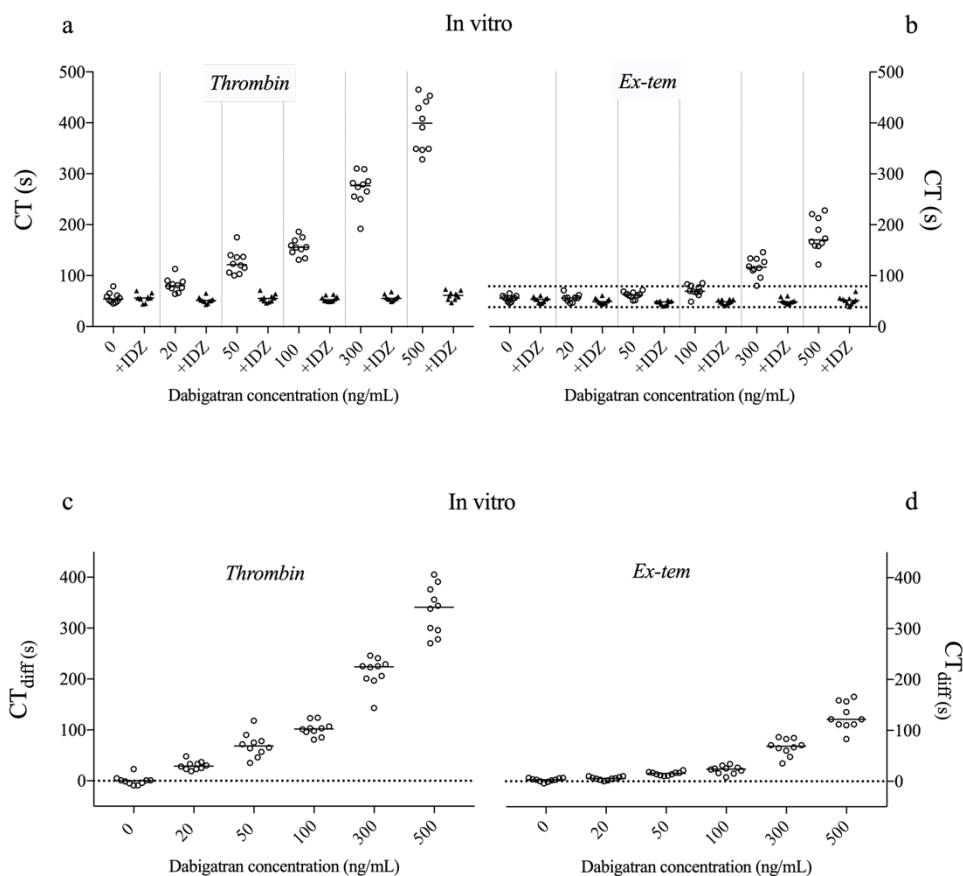 a In vitro b
Thrombin Ex-tem
500 500
400 400
300 300
200 200
100 100
0 0
CT (s) CT (s)
0 +IDZ 20 +IDZ 50 +IDZ 100 +IDZ 300 +IDZ 500 +IDZ 0 +IDZ 20 +IDZ 50 +IDZ 100 +IDZ 300 +IDZ 500 +IDZ
Dabigatran concentration (ng/mL) Dabigatran concentration (ng/mL)
c In vitro d
Thrombin Ex-tem
400 400
300 300
200 200
100 100
0 0
CTdiff (s) CTdiff (s)
0 20 50 100 300 500 0 20 50 100 300 500
Dabigatran concentration (ng/mL) Dabigatran concentration (ng/mL)